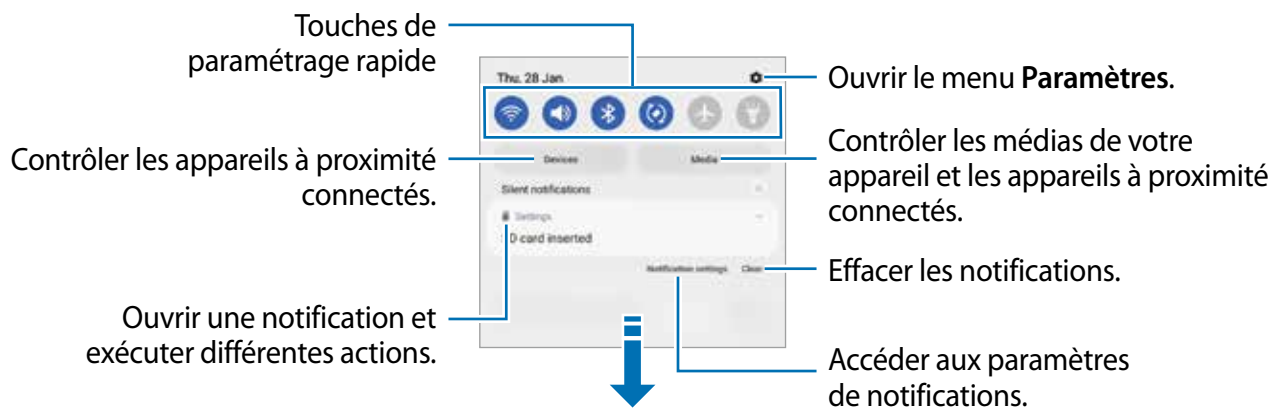 Touches de
paramétrage rapide
Thu, 28 Jan
Ouvrir le menu Paramètres.
Contrôler les appareils à proximité
connectés.
Devices
Media
Contrôler les médias de votre
appareil et les appareils à proximité
connectés.
Silent notifications
Settings
D card inserted
Notification settings
Clear
Effacer les notifications.
Ouvrir une notification et
exécuter différentes actions.
Accéder aux paramètres
de notifications.